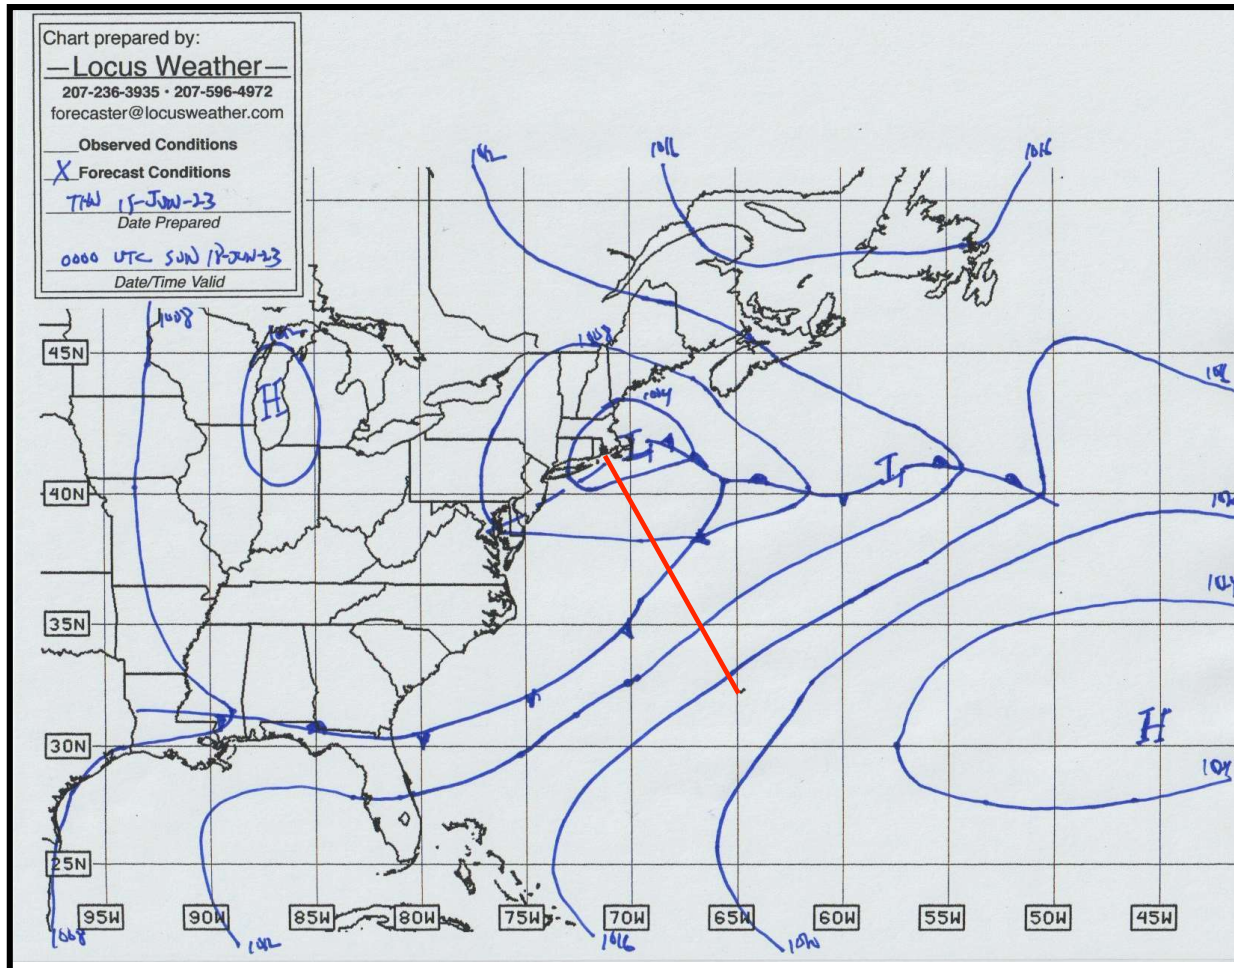 Chart prepared by:
Locus Weather
207-236-3935 • 207-596-4972
forecaster@locusweather.com
Observed Conditions
X Forecast Conditions
THU 15-JUN-23
Date Prepared
0000 UTC SUN 18-JUN-23
Date/Time Valid
1012
1016
1016
1008
1012
1008
45N
H
1004
L
L
40N
35N
1024
H
30N
25N
95W
90W
85W
80W
75W
70W
65W
60W
55W
50W
45W
1008
1012
1016
1020